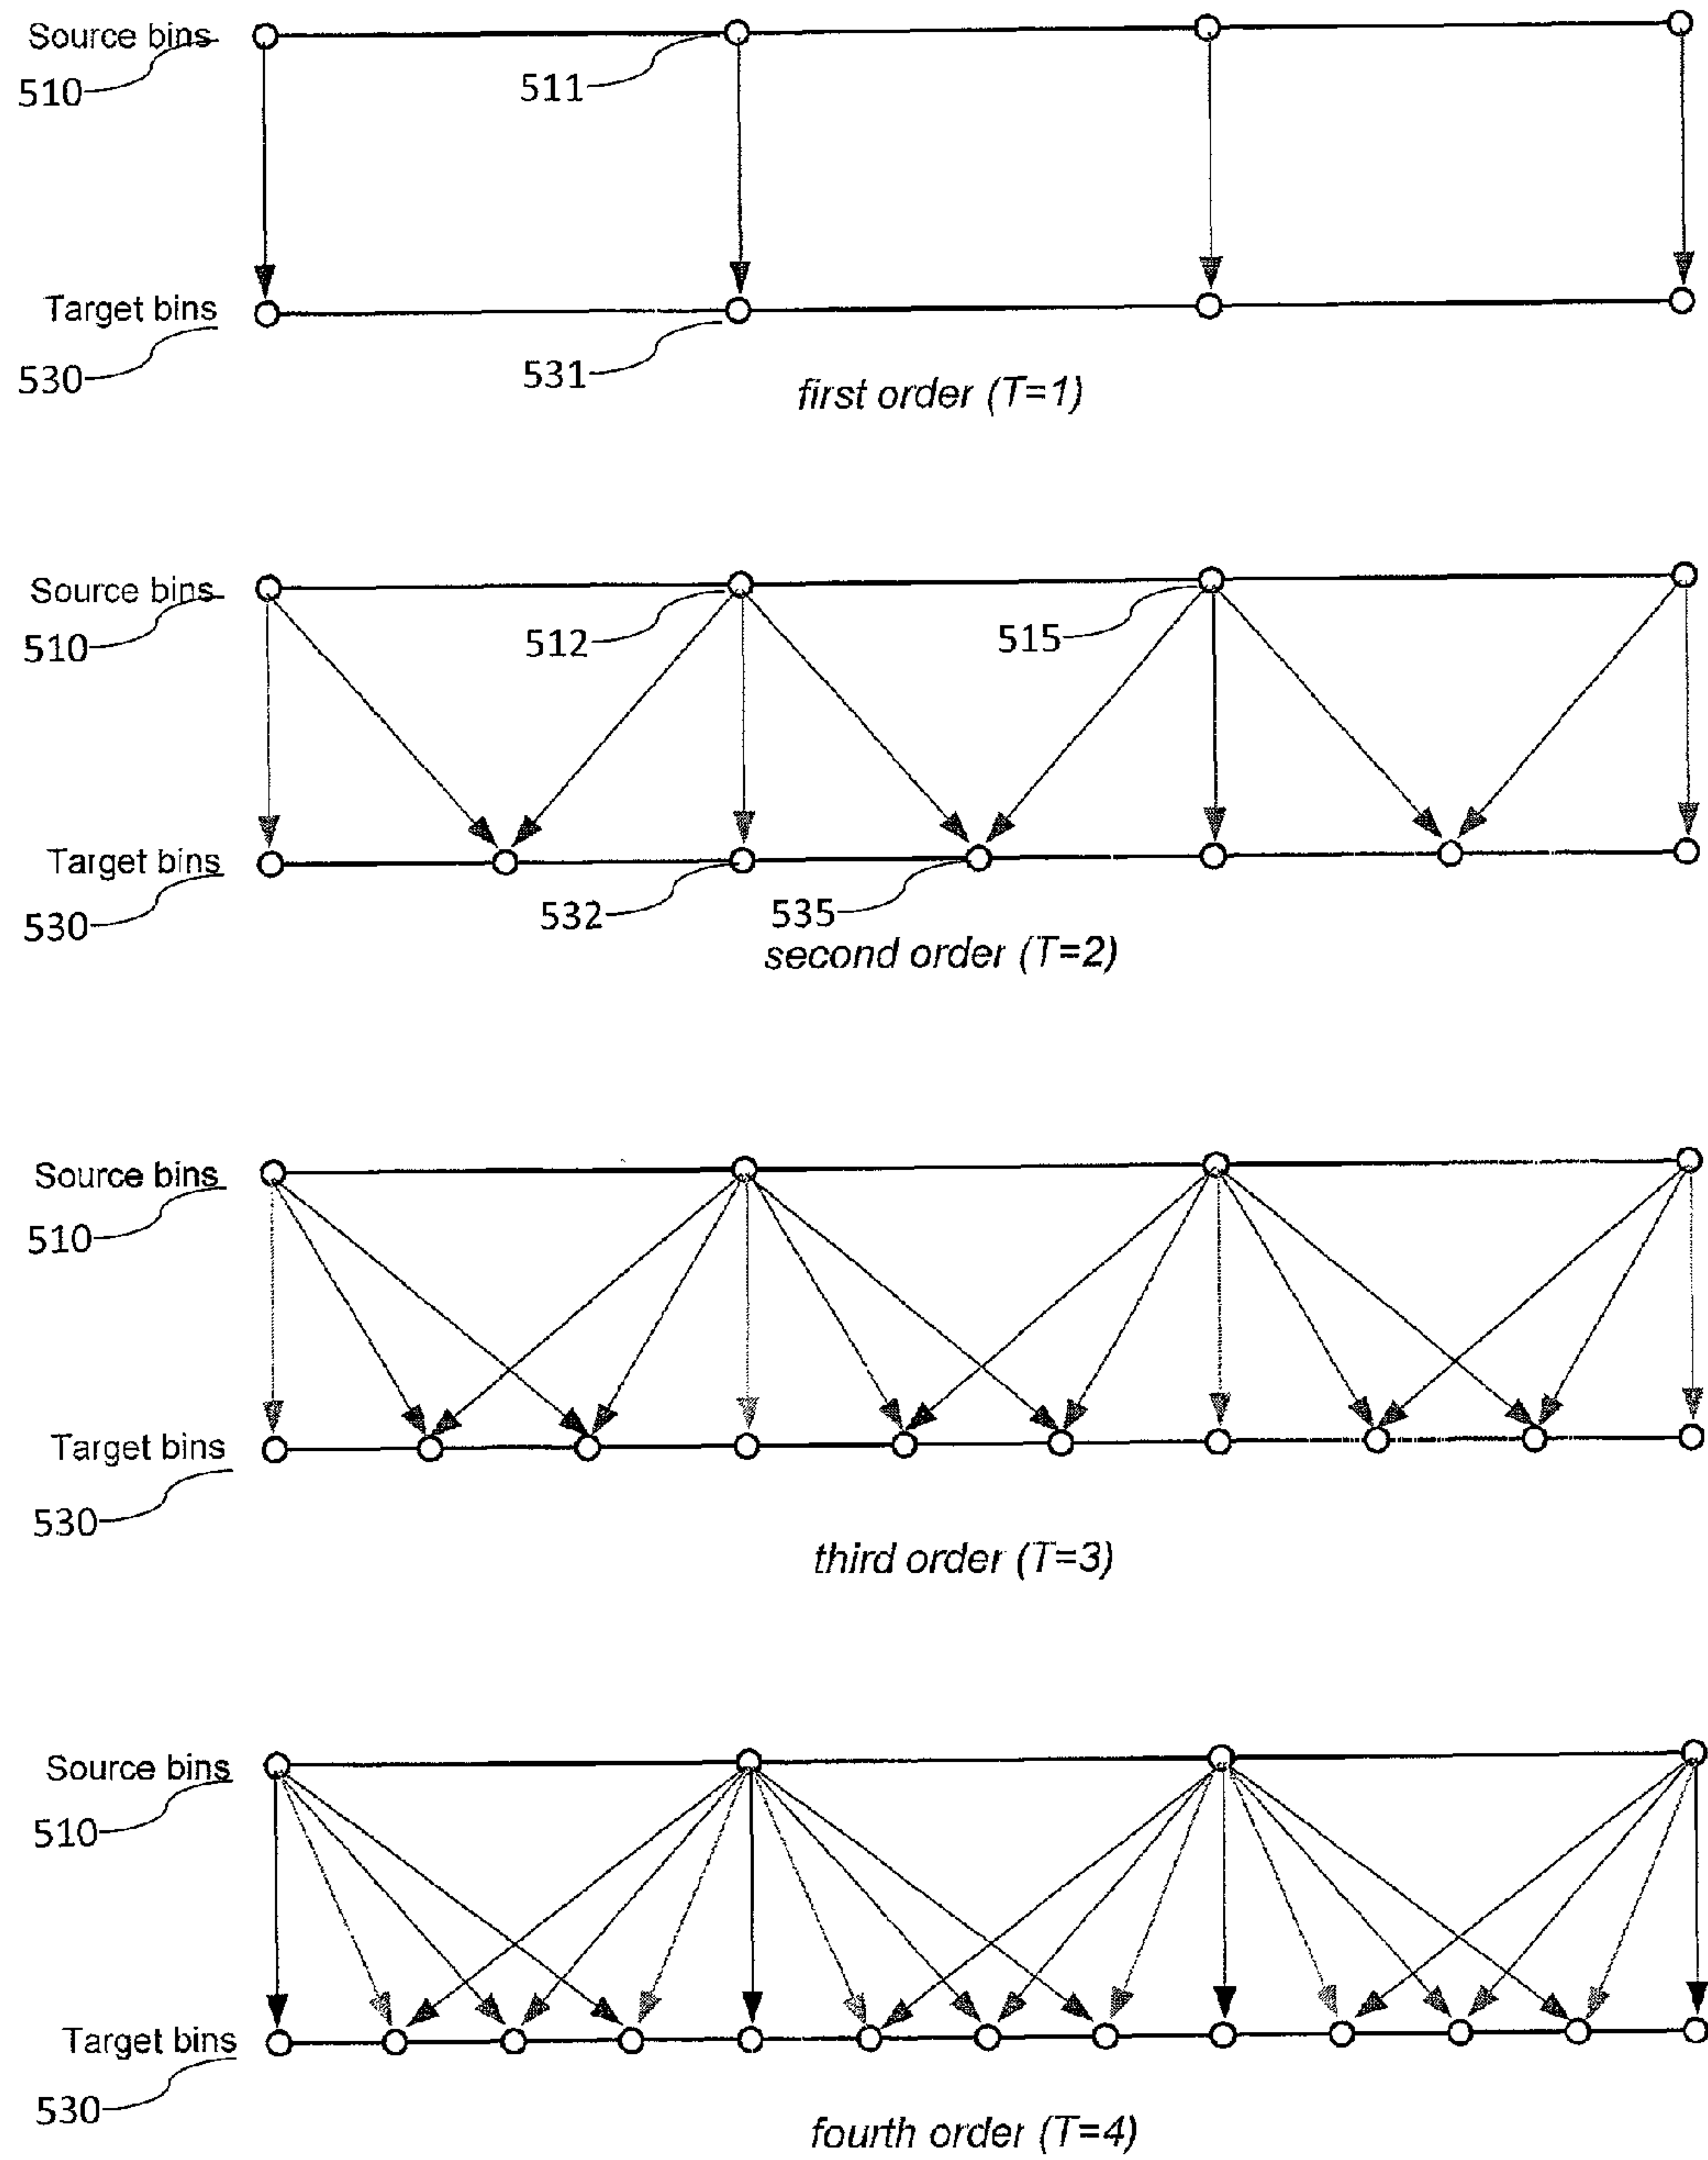 Source bins
510
511
Target bins
530
531
first order (T=1)
Source bins
510
512
515
Target bins
530
532
535
second order (T=2)
Source bins
510
Target bins
530
third order (T=3)
Source bins
510
Target bins
530
fourth order (T=4)